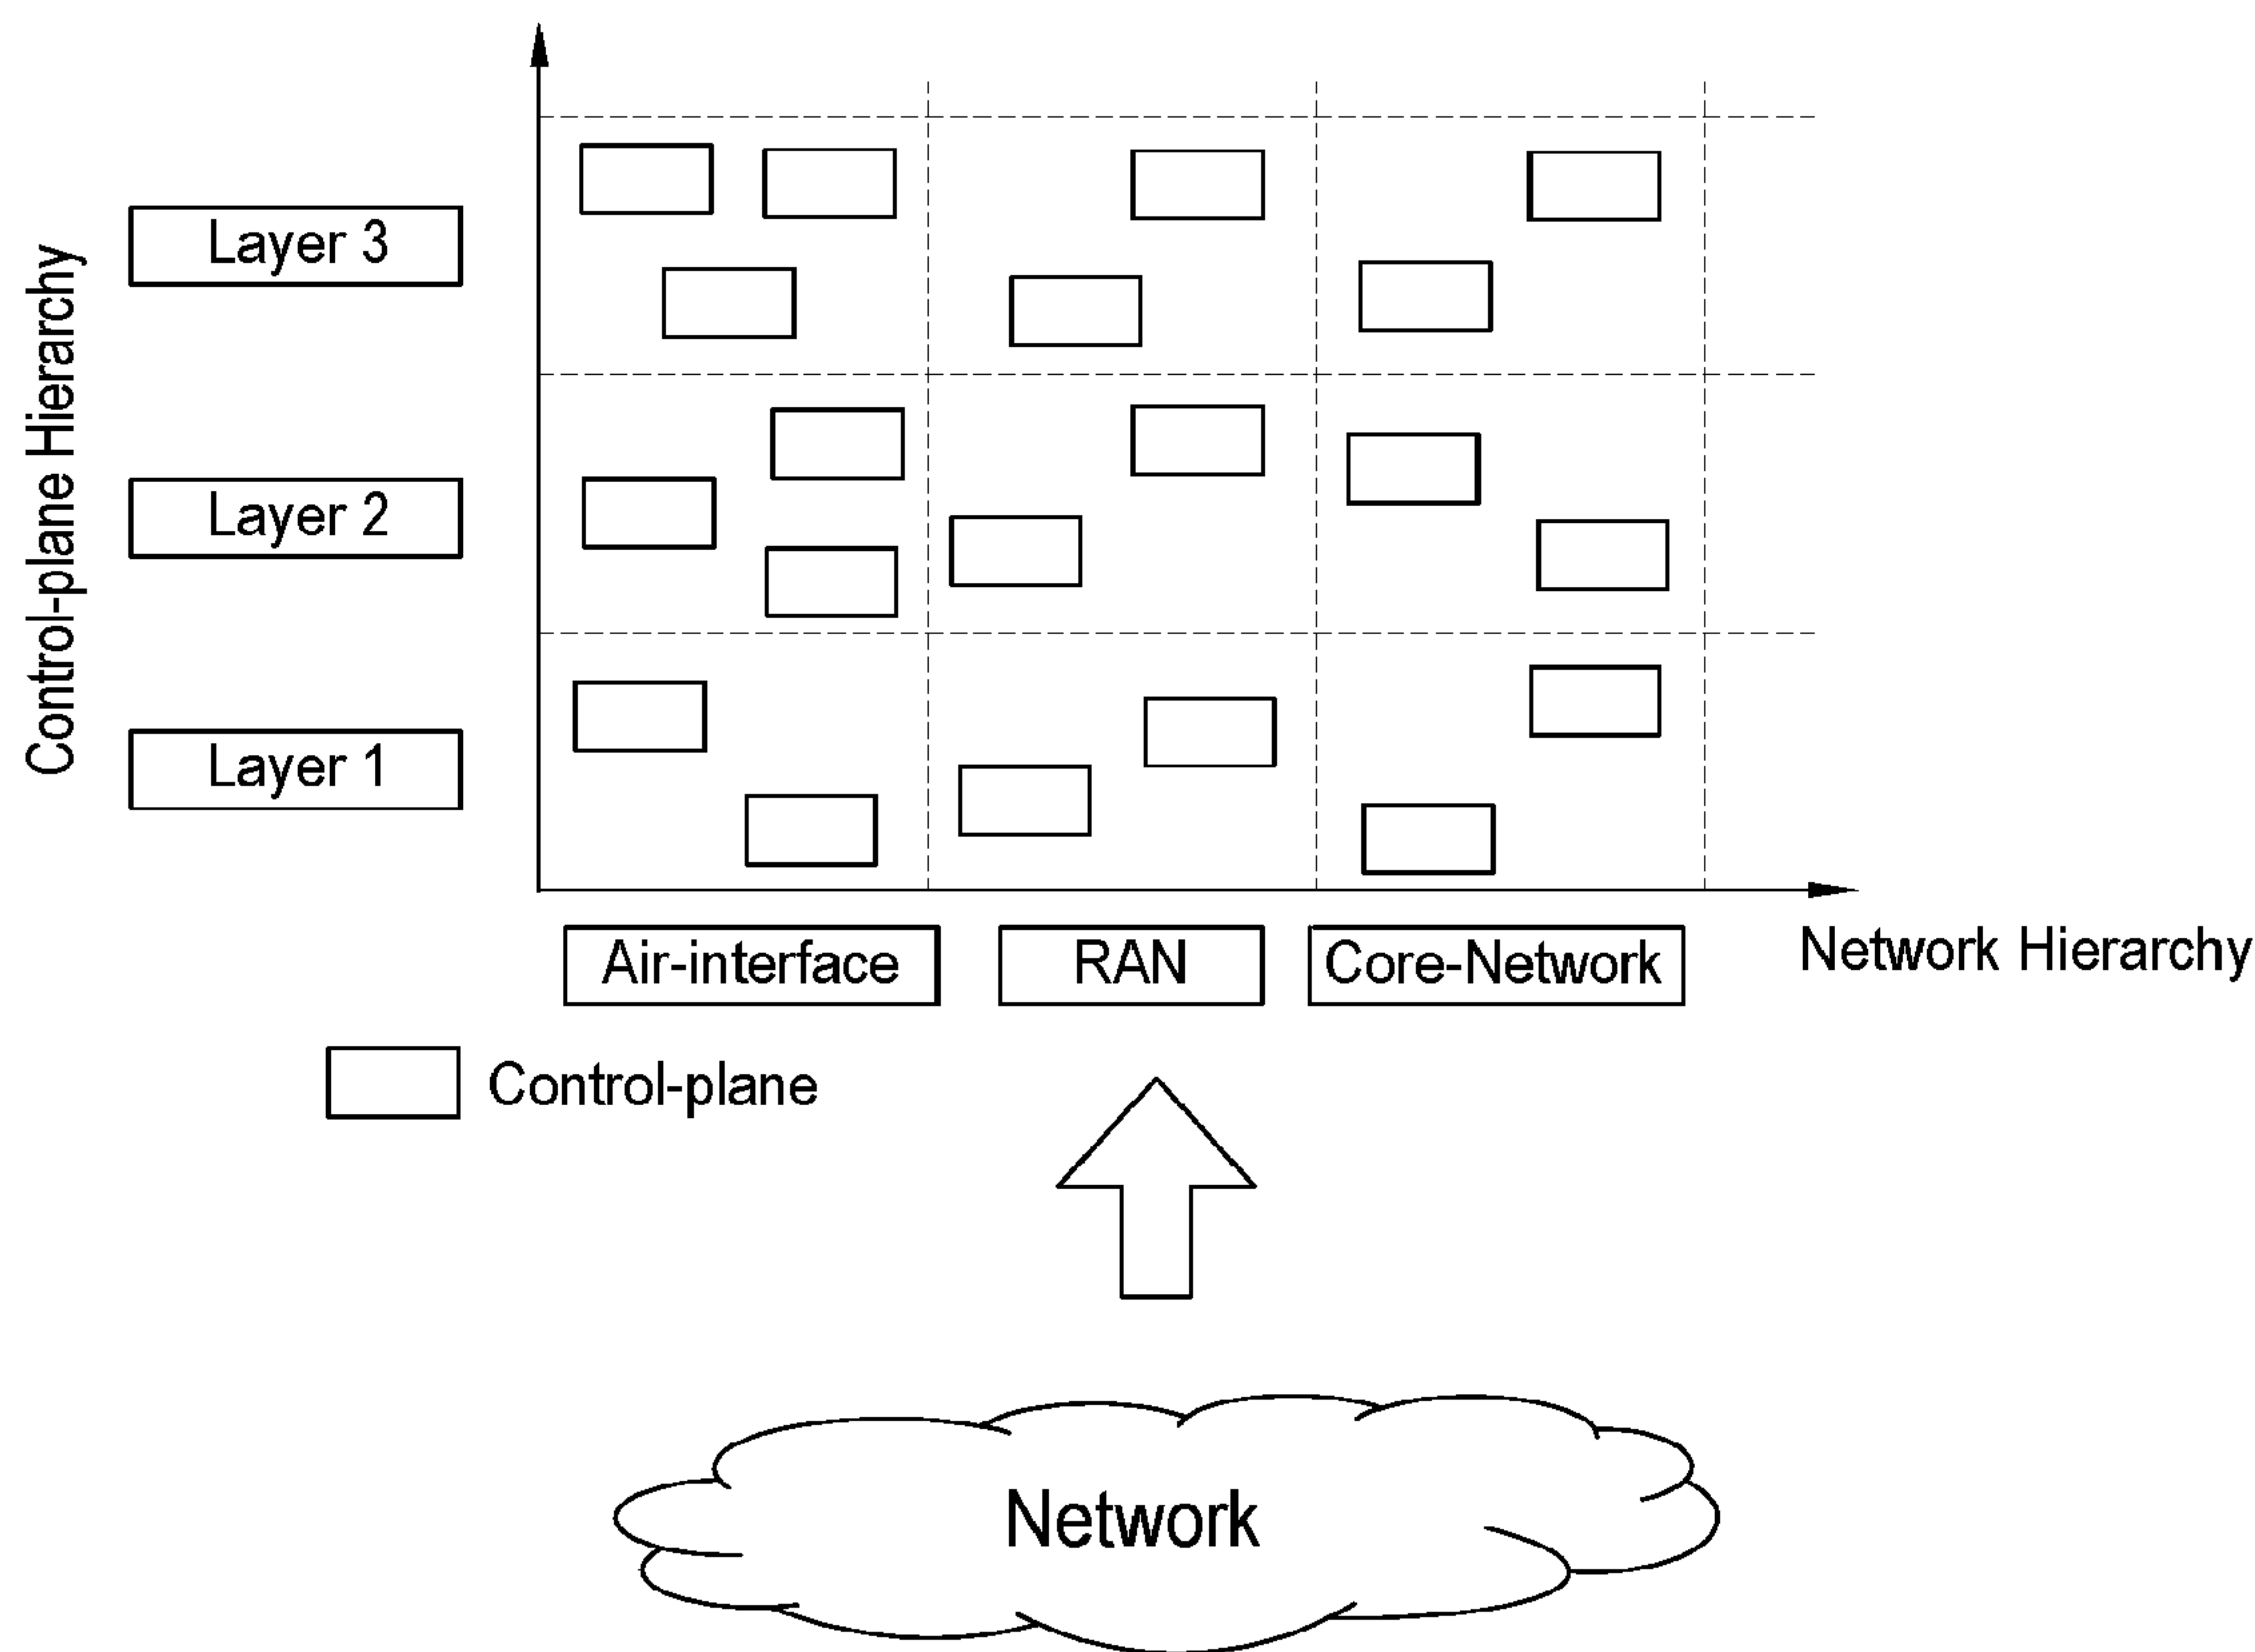 Control-plane Hierarchy
Layer 3
Layer 2
Layer 1
Air-interface
RAN
Core-Network
Network Hierarchy
Control-plane
Network